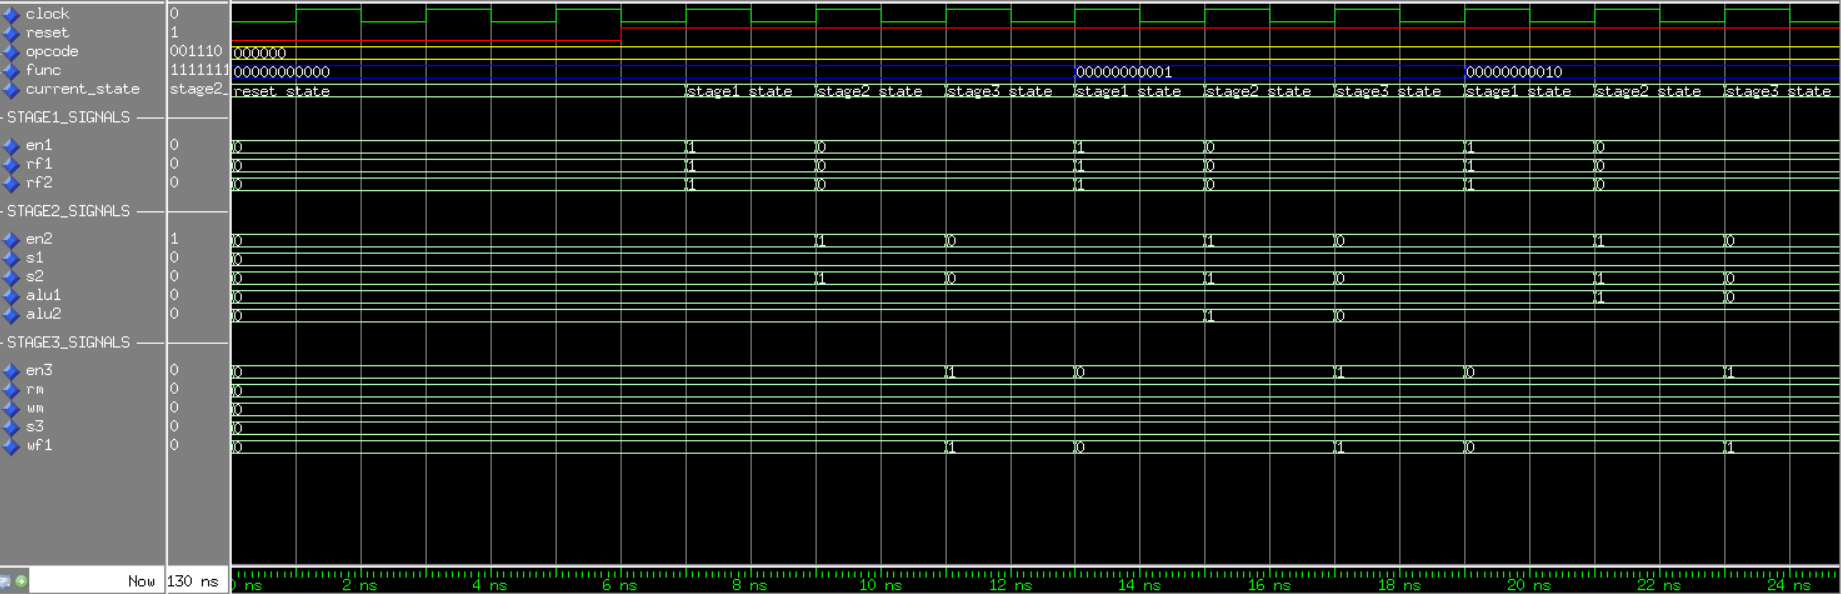 clock 0
reset 1
opcode 001110 000000
func 1111111 00000000000 00000000001 00000000010
current_state stage2_ reset_state stage1_state stage2_state stage3_state stage1_state stage2_state stage3_state stage1_state stage2_state stage3_state
STAGE1_SIGNALS
en1 0 0 1 0 1 0 1 0
rf1 0 0 1 0 1 0 1 0
rf2 0 0 1 0 1 0 1 0
STAGE2_SIGNALS
en2 1 0 1 0 1 0 1 0
s1 0 0
s2 0 0 1 0 1 0 1 0
alu1 0 0 1 0
alu2 0 0 1 0
STAGE3_SIGNALS
en3 0 0 1 0 1 0 1
rm 0 0
wm 0 0
s3 0 0
wf1 0 0 1 0 1 0 1
Now 130 ns 0 ns 2 ns 4 ns 6 ns 8 ns 10 ns 12 ns 14 ns 16 ns 18 ns 20 ns 22 ns 24 ns